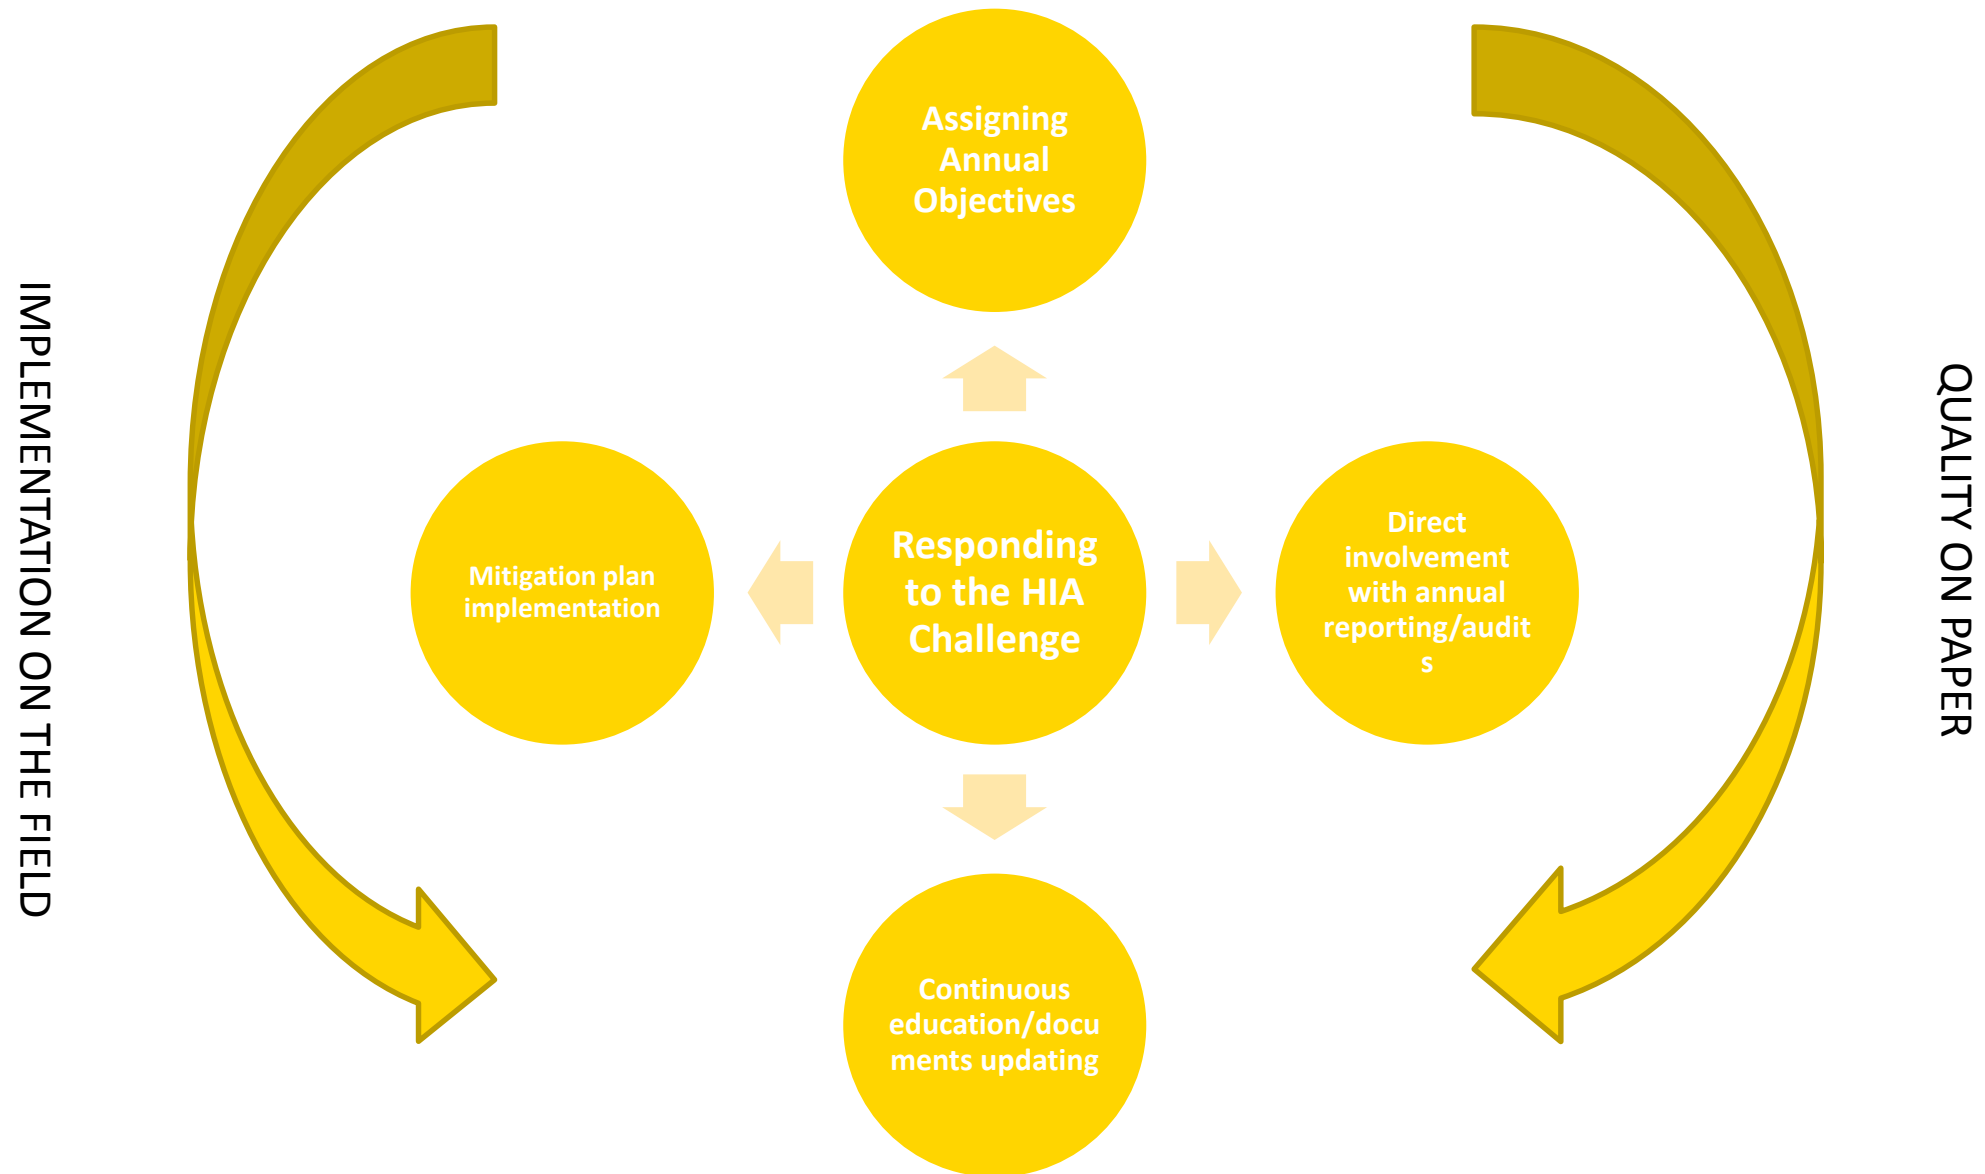 Assigning
Annual
Objectives
IMPLEMENTATION ON THE FIELD
Mitigation plan
implementation
Responding
to the HIA
Challenge
Direct
involvement
with annual
reporting/audit
s
QUALITY ON PAPER
Continuous
education/docu
ments updating